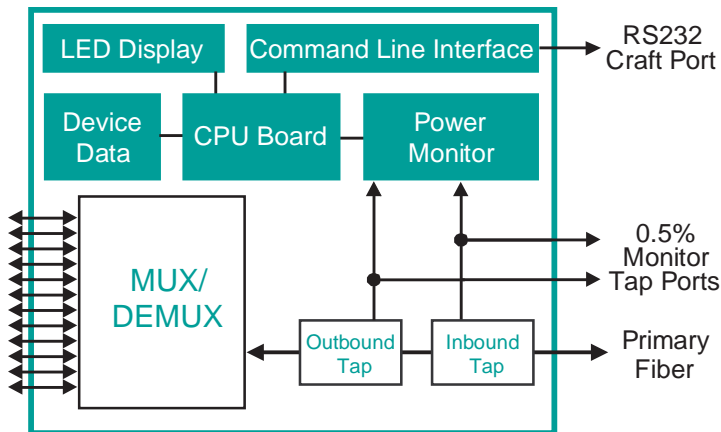 LED Display
Command Line Interface
RS232
Craft Port
Device
Data
CPU Board
Power
Monitor
0.5%
Monitor
Tap Ports
MUX/
DEMUX
Outbound
Tap
Inbound
Tap
Primary
Fiber